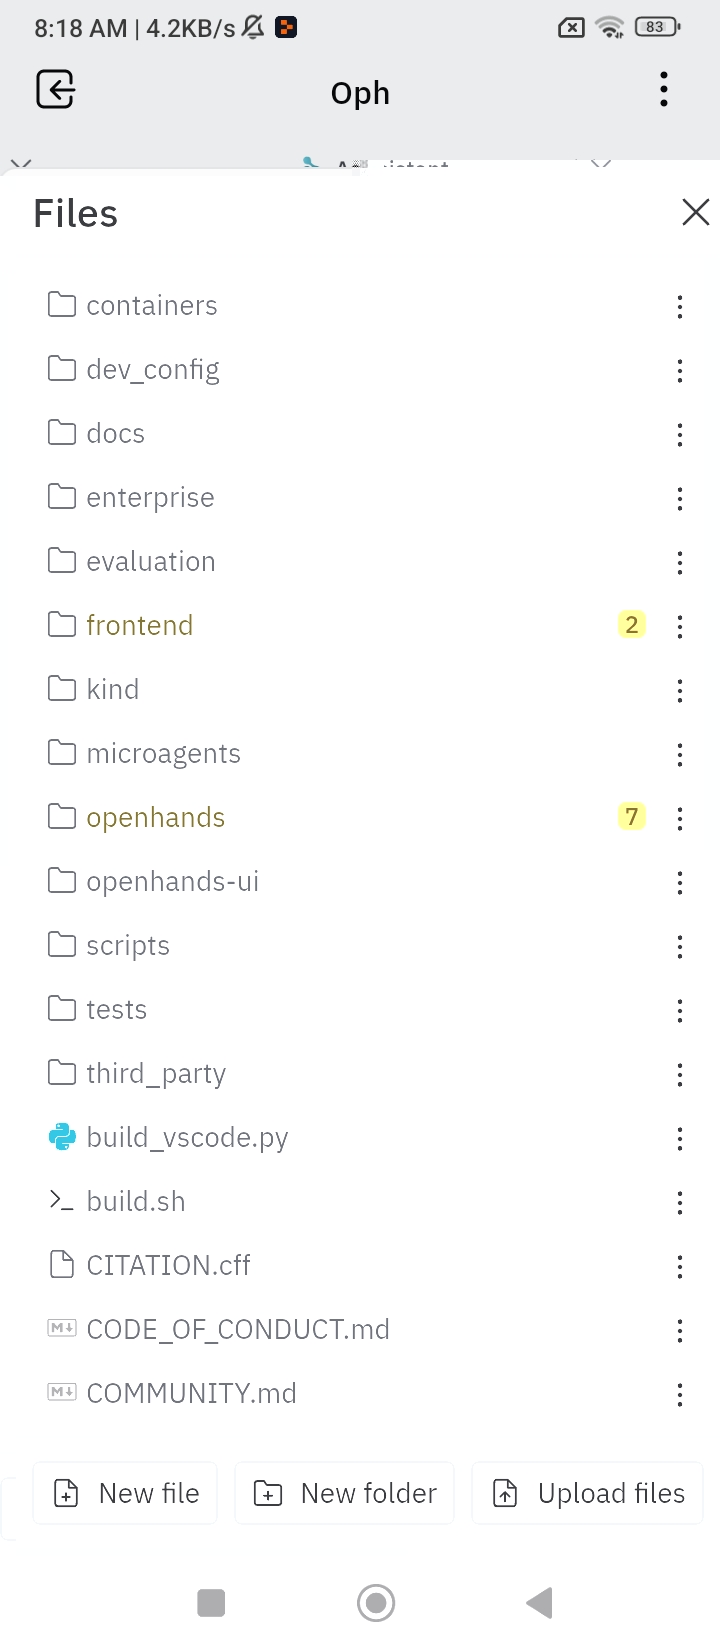 8:18 AM | 4.2KB/s 83
Oph
Files
containers
dev_config
docs
enterprise
evaluation
frontend 2
kind
microagents
openhands 7
openhands-ui
scripts
tests
third_party
build_vscode.py
build.sh
CITATION.cff
CODE_OF_CONDUCT.md
COMMUNITY.md
New file New folder Upload files